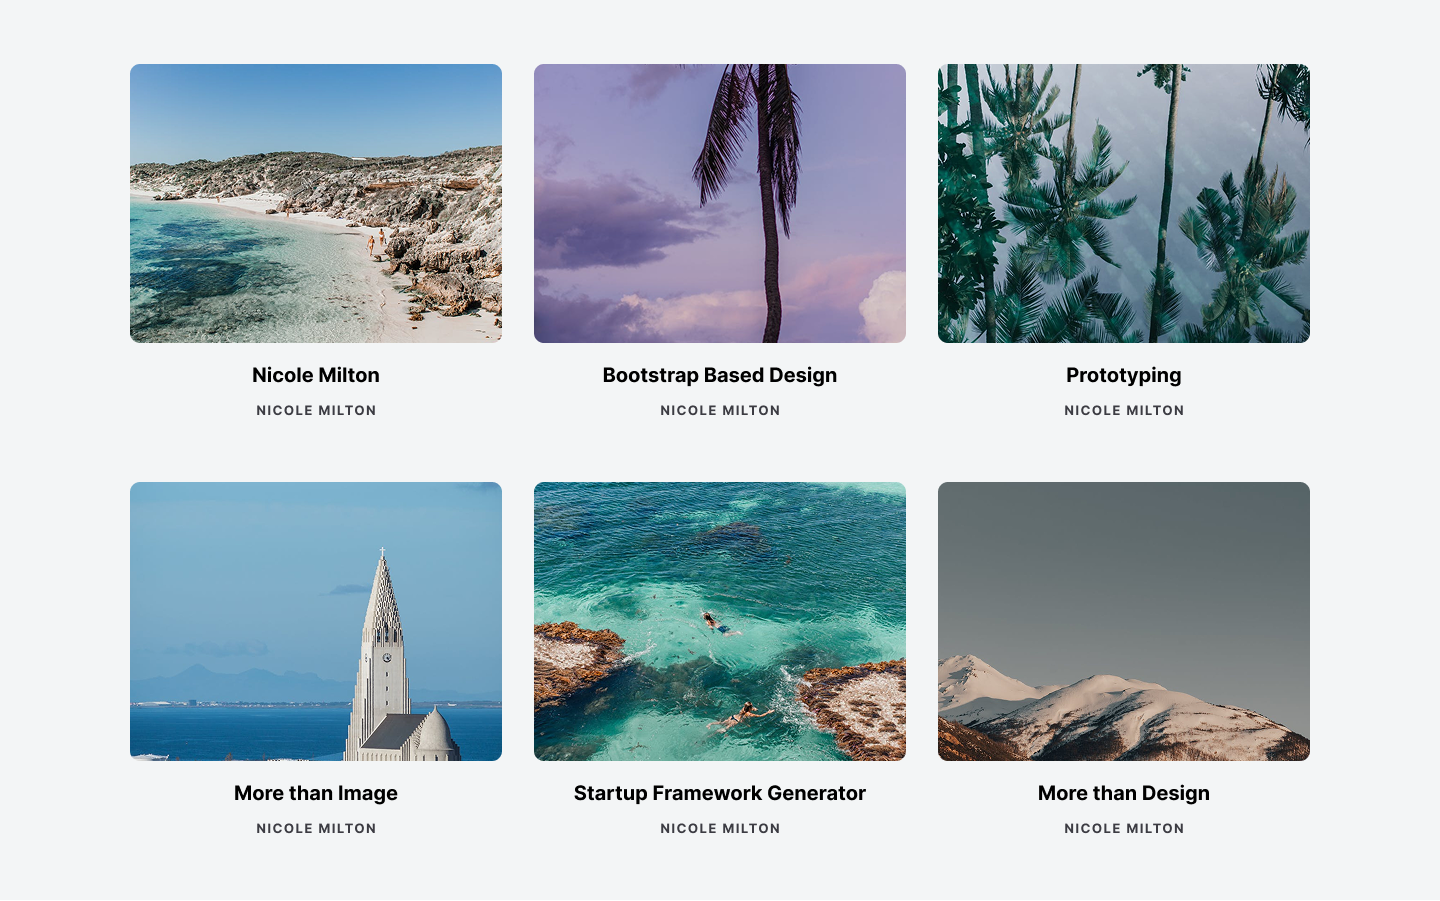 Nicole Milton
NICOLE MILTON
Bootstrap Based Design
NICOLE MILTON
Prototyping
NICOLE MILTON
More than Image
NICOLE MILTON
Startup Framework Generator
NICOLE MILTON
More than Design
NICOLE MILTON